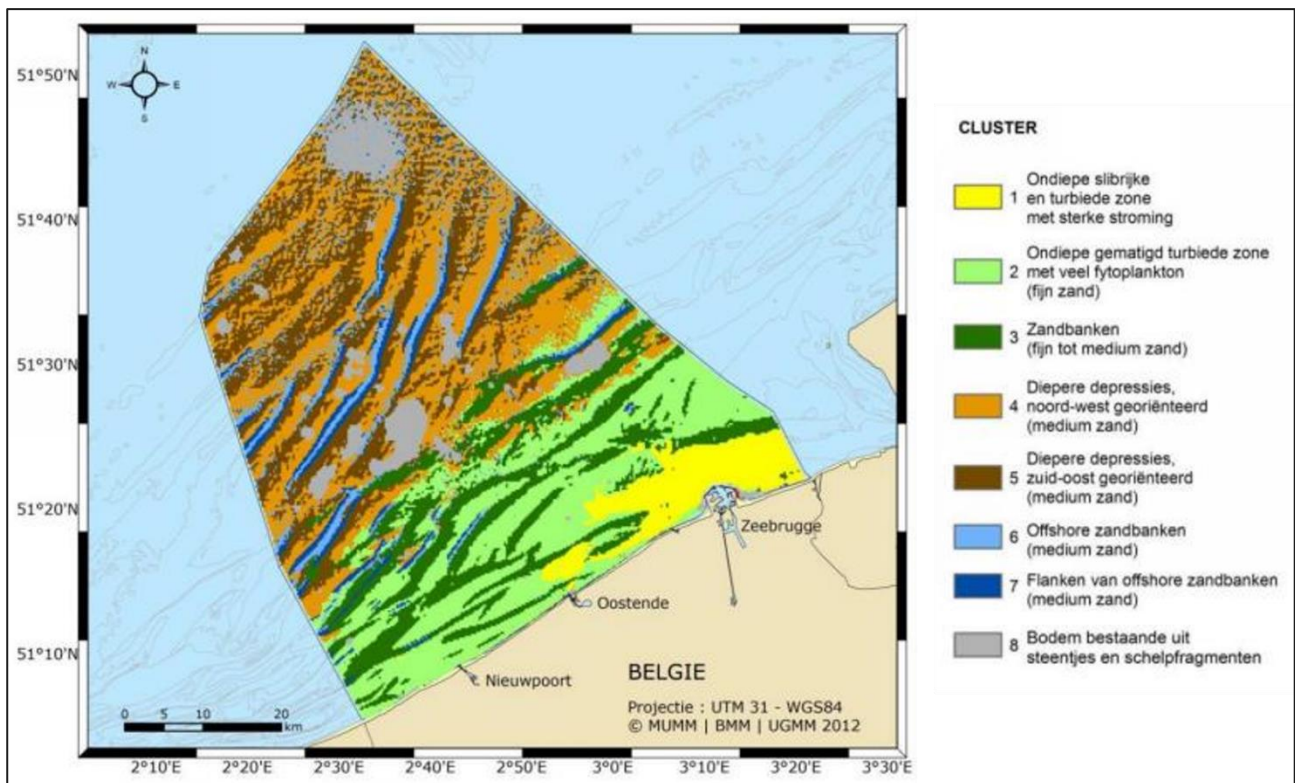 N
W
E
S
51°50'N
51°40'N
51°30'N
51°20'N
51°10'N
Zeebrugge
Oostende
Nieuwpoort
BELGIE
Projectie : UTM 31 - WGS84
© MUMM | BMM | UGMM 2012
0 5 10 20
km
2°10'E 2°20'E 2°30'E 2°40'E 2°50'E 3°0'E 3°10'E 3°20'E 3°30'E
CLUSTER
1 Ondiepe slibrijke
en turbiede zone
met sterke stroming
2 Ondiepe gematigd turbiede zone
met veel fytoplankton
(fijn zand)
3 Zandbanken
(fijn tot medium zand)
4 Diepere depressies,
noord-west georiënteerd
(medium zand)
5 Diepere depressies,
zuid-oost georiënteerd
(medium zand)
6 Offshore zandbanken
(medium zand)
7 Flanken van offshore zandbanken
(medium zand)
8 Bodem bestaande uit
steentjes en schelpfragmenten